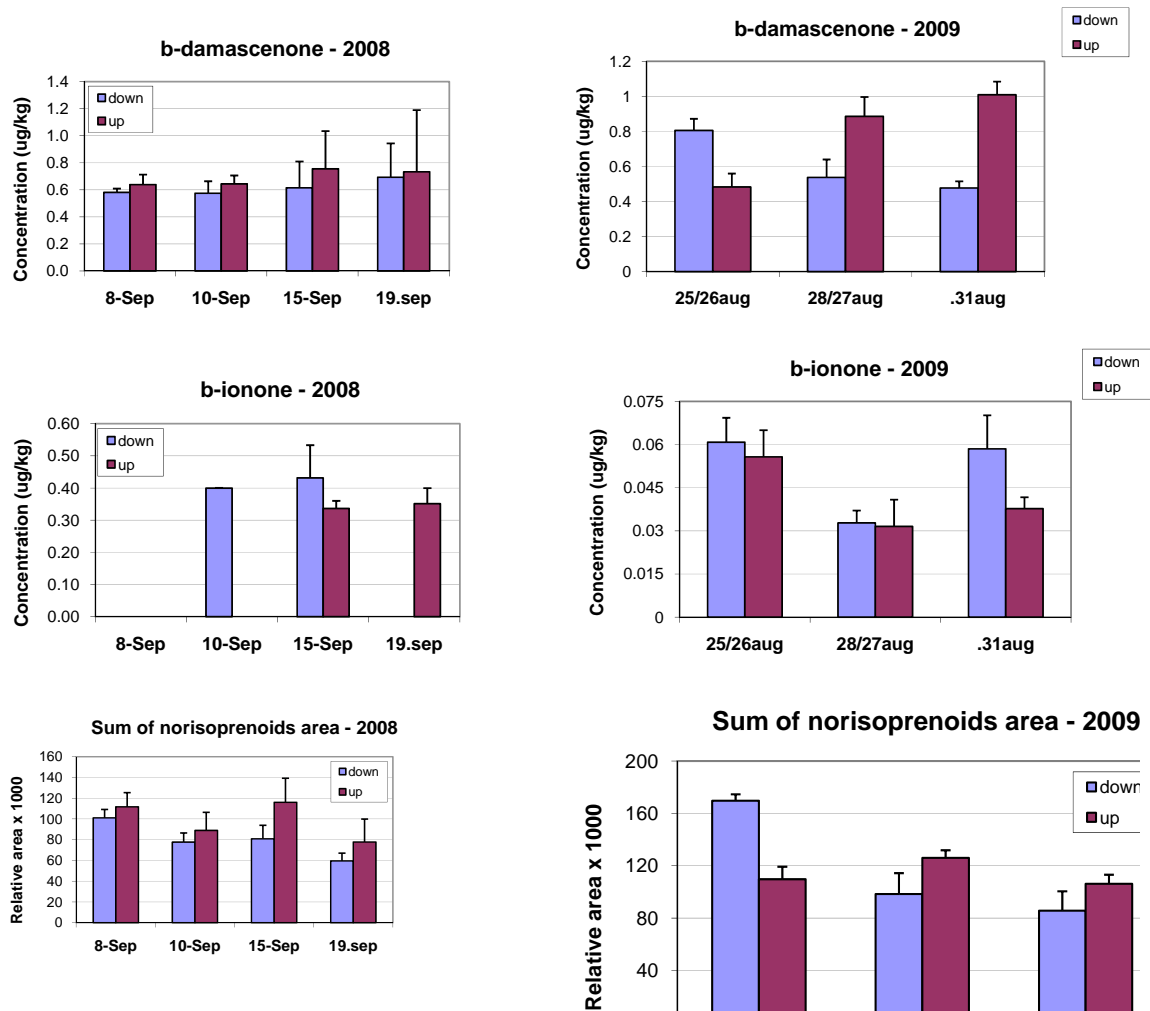 b-damascenone - 2008
Concentration (ug/kg)
1.4
1.2
1.0
0.8
0.6
0.4
0.2
0.0
down
up
8-Sep 10-Sep 15-Sep 19.sep
b-damascenone - 2009
Concentration (ug/kg)
1.2
1
0.8
0.6
0.4
0.2
0
down
up
25/26aug 28/27aug .31aug
b-ionone - 2008
Concentration (ug/kg)
0.60
0.50
0.40
0.30
0.20
0.10
0.00
down
up
8-Sep 10-Sep 15-Sep 19.sep
b-ionone - 2009
Concentration (ug/kg)
0.075
0.06
0.045
0.03
0.015
0
down
up
25/26aug 28/27aug .31aug
Sum of norisoprenoids area - 2008
Relative area x 1000
160
140
120
100
80
60
40
20
0
down
up
8-Sep 10-Sep 15-Sep 19.sep
Sum of norisoprenoids area - 2009
Relative area x 1000
200
160
120
80
40
down
up